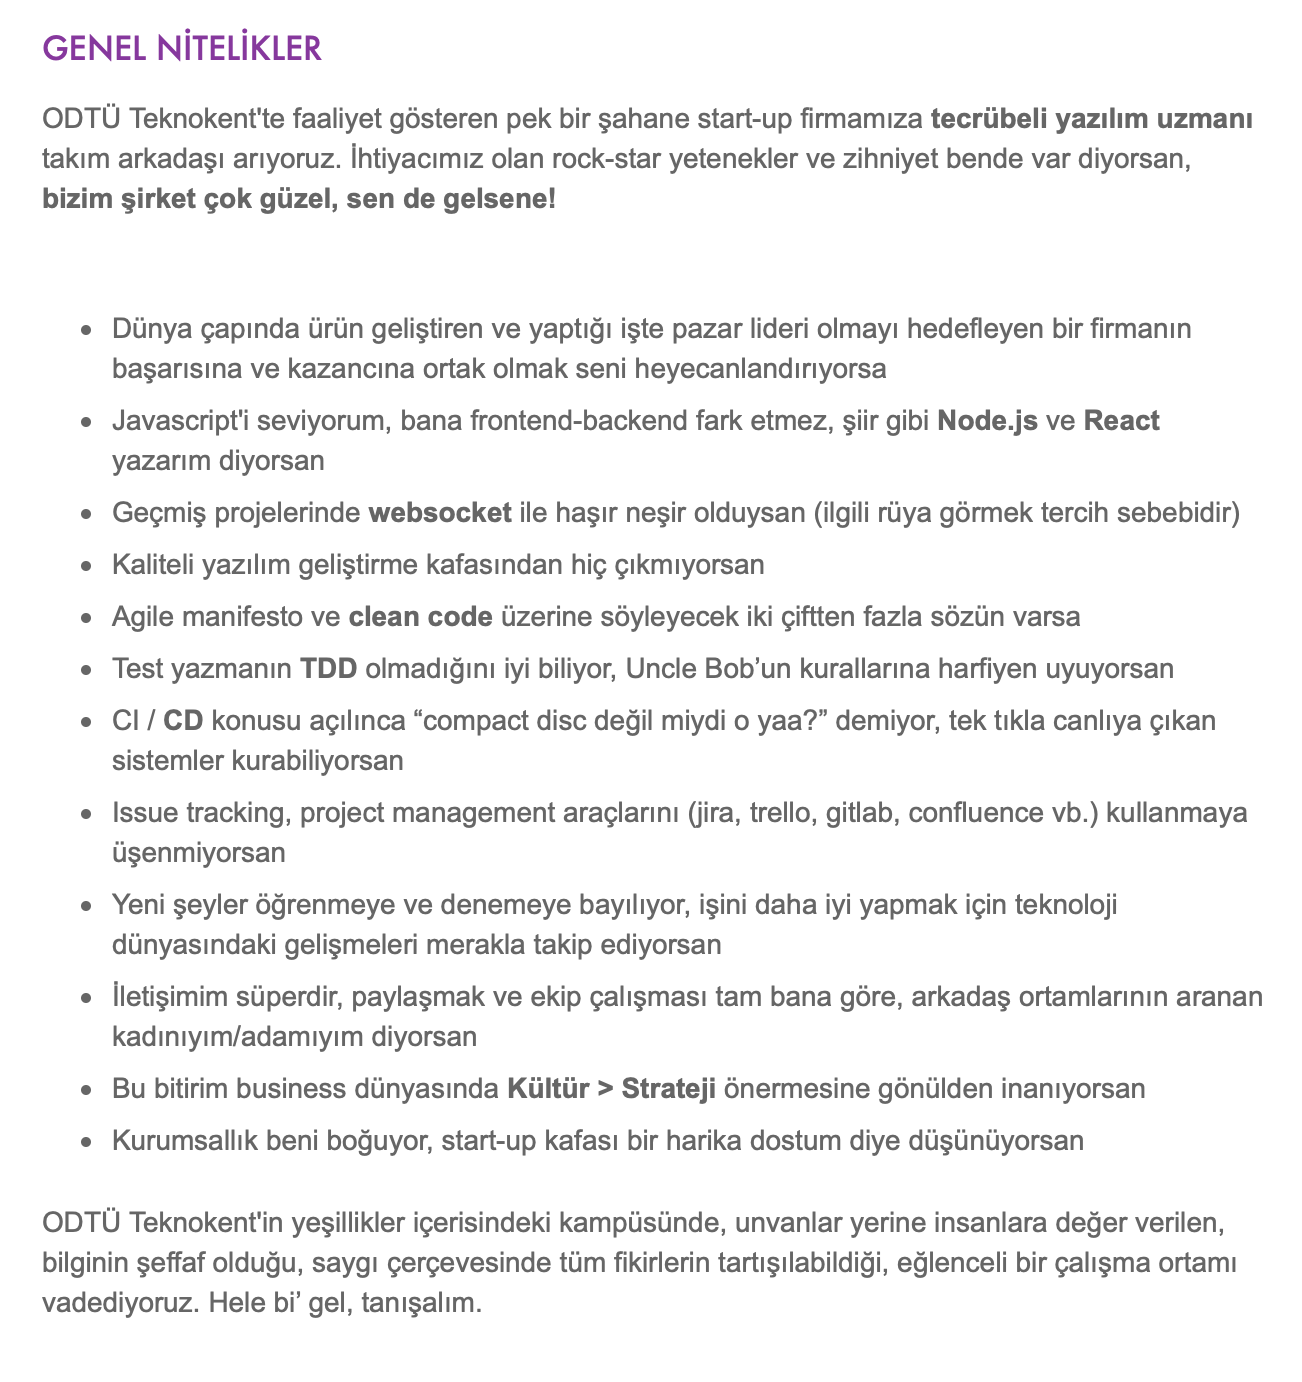 GENEL NİTELİKLER
ODTÜ Teknokent'te faaliyet gösteren pek bir şahane start-up firmamıza tecrübeli yazılım uzmanı
takım arkadaşı arıyoruz. İhtiyacımız olan rock-star yetenekler ve zihniyet bende var diyorsan,
bizim şirket çok güzel, sen de gelsene!
• Dünya çapında ürün geliştiren ve yaptığı işte pazar lideri olmayı hedefleyen bir firmanın
başarısına ve kazancına ortak olmak seni heyecanlandırıyorsa
• Javascript'i seviyorum, bana frontend-backend fark etmez, şiir gibi Node.js ve React
yazarım diyorsan
• Geçmiş projelerinde websocket ile haşır neşir olduysan (ilgili rüya görmek tercih sebebidir)
• Kaliteli yazılım geliştirme kafasından hiç çıkmıyorsan
• Agile manifesto ve clean code üzerine söyleyecek iki çiftten fazla sözün varsa
• Test yazmanın TDD olmadığını iyi biliyor, Uncle Bob’un kurallarına harfiyen uyuyorsan
• CI / CD konusu açılınca “compact disc değil miydi o yaa?” demiyor, tek tıkla canlıya çıkan
sistemler kurabiliyorsan
• Issue tracking, project management araçlarını (jira, trello, gitlab, confluence vb.) kullanmaya
üşenmiyorsan
• Yeni şeyler öğrenmeye ve denemeye bayılıyor, işini daha iyi yapmak için teknoloji
dünyasındaki gelişmeleri merakla takip ediyorsan
• İletişimim süperdir, paylaşmak ve ekip çalışması tam bana göre, arkadaş ortamlarının aranan
kadınıyım/adamıyım diyorsan
• Bu bitirim business dünyasında Kültür > Strateji önermesine gönülden inanıyorsan
• Kurumsallık beni boğuyor, start-up kafası bir harika dostum diye düşünüyorsan
ODTÜ Teknokent'in yeşillikler içerisindeki kampüsünde, unvanlar yerine insanlara değer verilen,
bilginin şeffaf olduğu, saygı çerçevesinde tüm fikirlerin tartışılabildiği, eğlenceli bir çalışma ortamı
vadediyoruz. Hele bi’ gel, tanışalım.